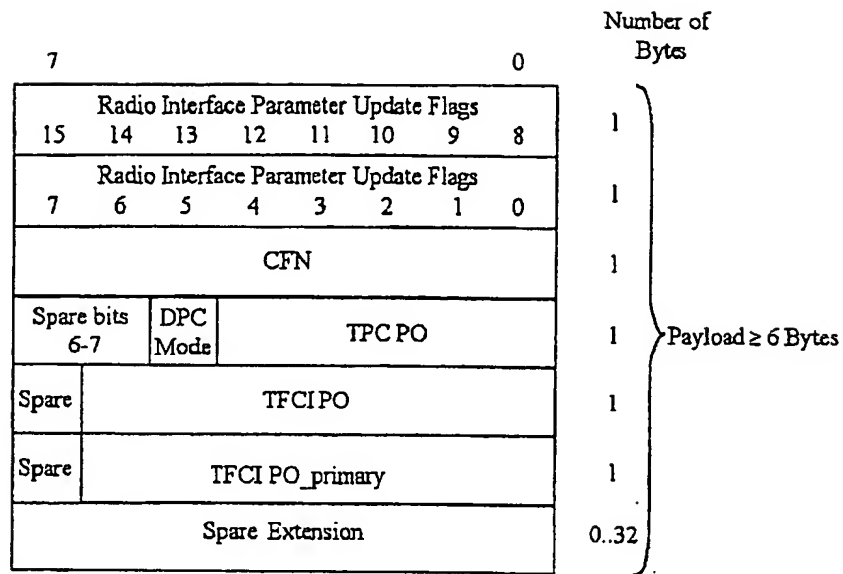 Number of
Bytes
7 0
Radio Interface Parameter Update Flags
15 14 13 12 11 10 9 8
1
Radio Interface Parameter Update Flags
7 6 5 4 3 2 1 0
1
CFN
1
Spare bits
6-7
DPC
Mode
TPC PO
1
Payload ≥ 6 Bytes
Spare
TFCI PO
1
Spare
TFCI PO_primary
1
Spare Extension
0..32